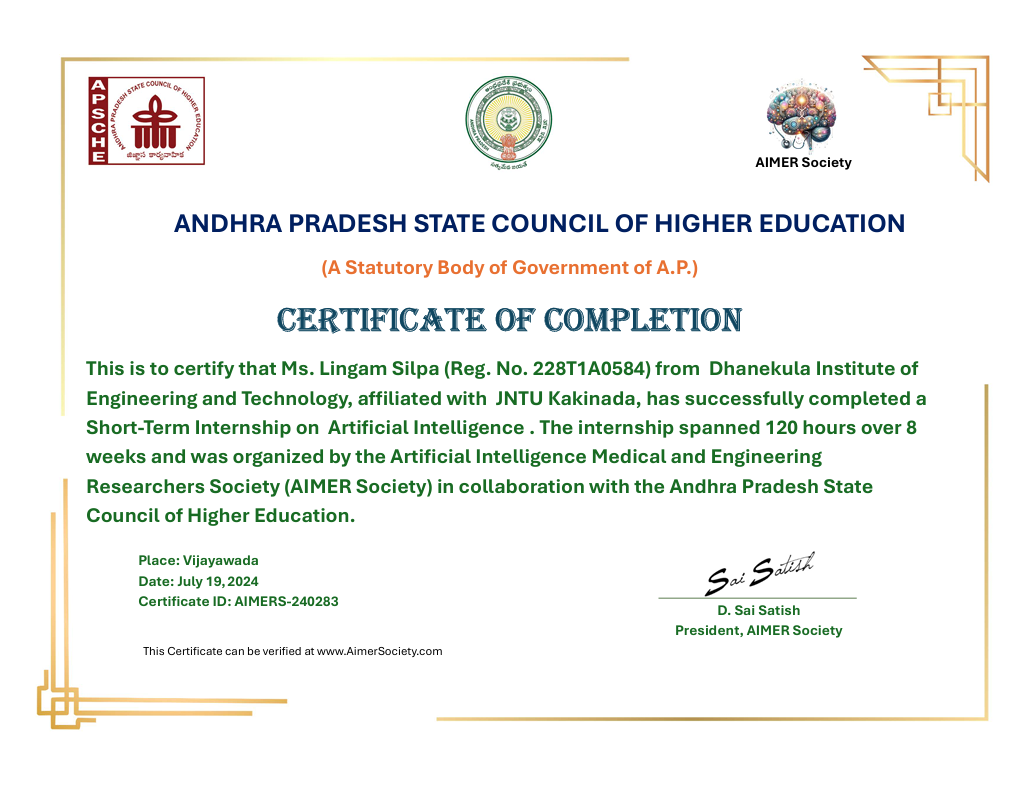 APSCHE
ANDHRA PRADESH STATE COUNCIL OF HIGHER EDUCATION
AIMER Society
ANDHRA PRADESH STATE COUNCIL OF HIGHER EDUCATION
(A Statutory Body of Government of A.P.)
CERTIFICATE OF COMPLETION
This is to certify that Ms. Lingam Silpa (Reg. No. 228T1A0584) from Dhanekula Institute of
Engineering and Technology, affiliated with JNTU Kakinada, has successfully completed a
Short-Term Internship on Artificial Intelligence . The internship spanned 120 hours over 8
weeks and was organized by the Artificial Intelligence Medical and Engineering
Researchers Society (AIMER Society) in collaboration with the Andhra Pradesh State
Council of Higher Education.
Place: Vijayawada
Date: July 19, 2024
Certificate ID: AIMERS-240283
Sai Satish
D. Sai Satish
President, AIMER Society
This Certificate can be verified at www.AimerSociety.com